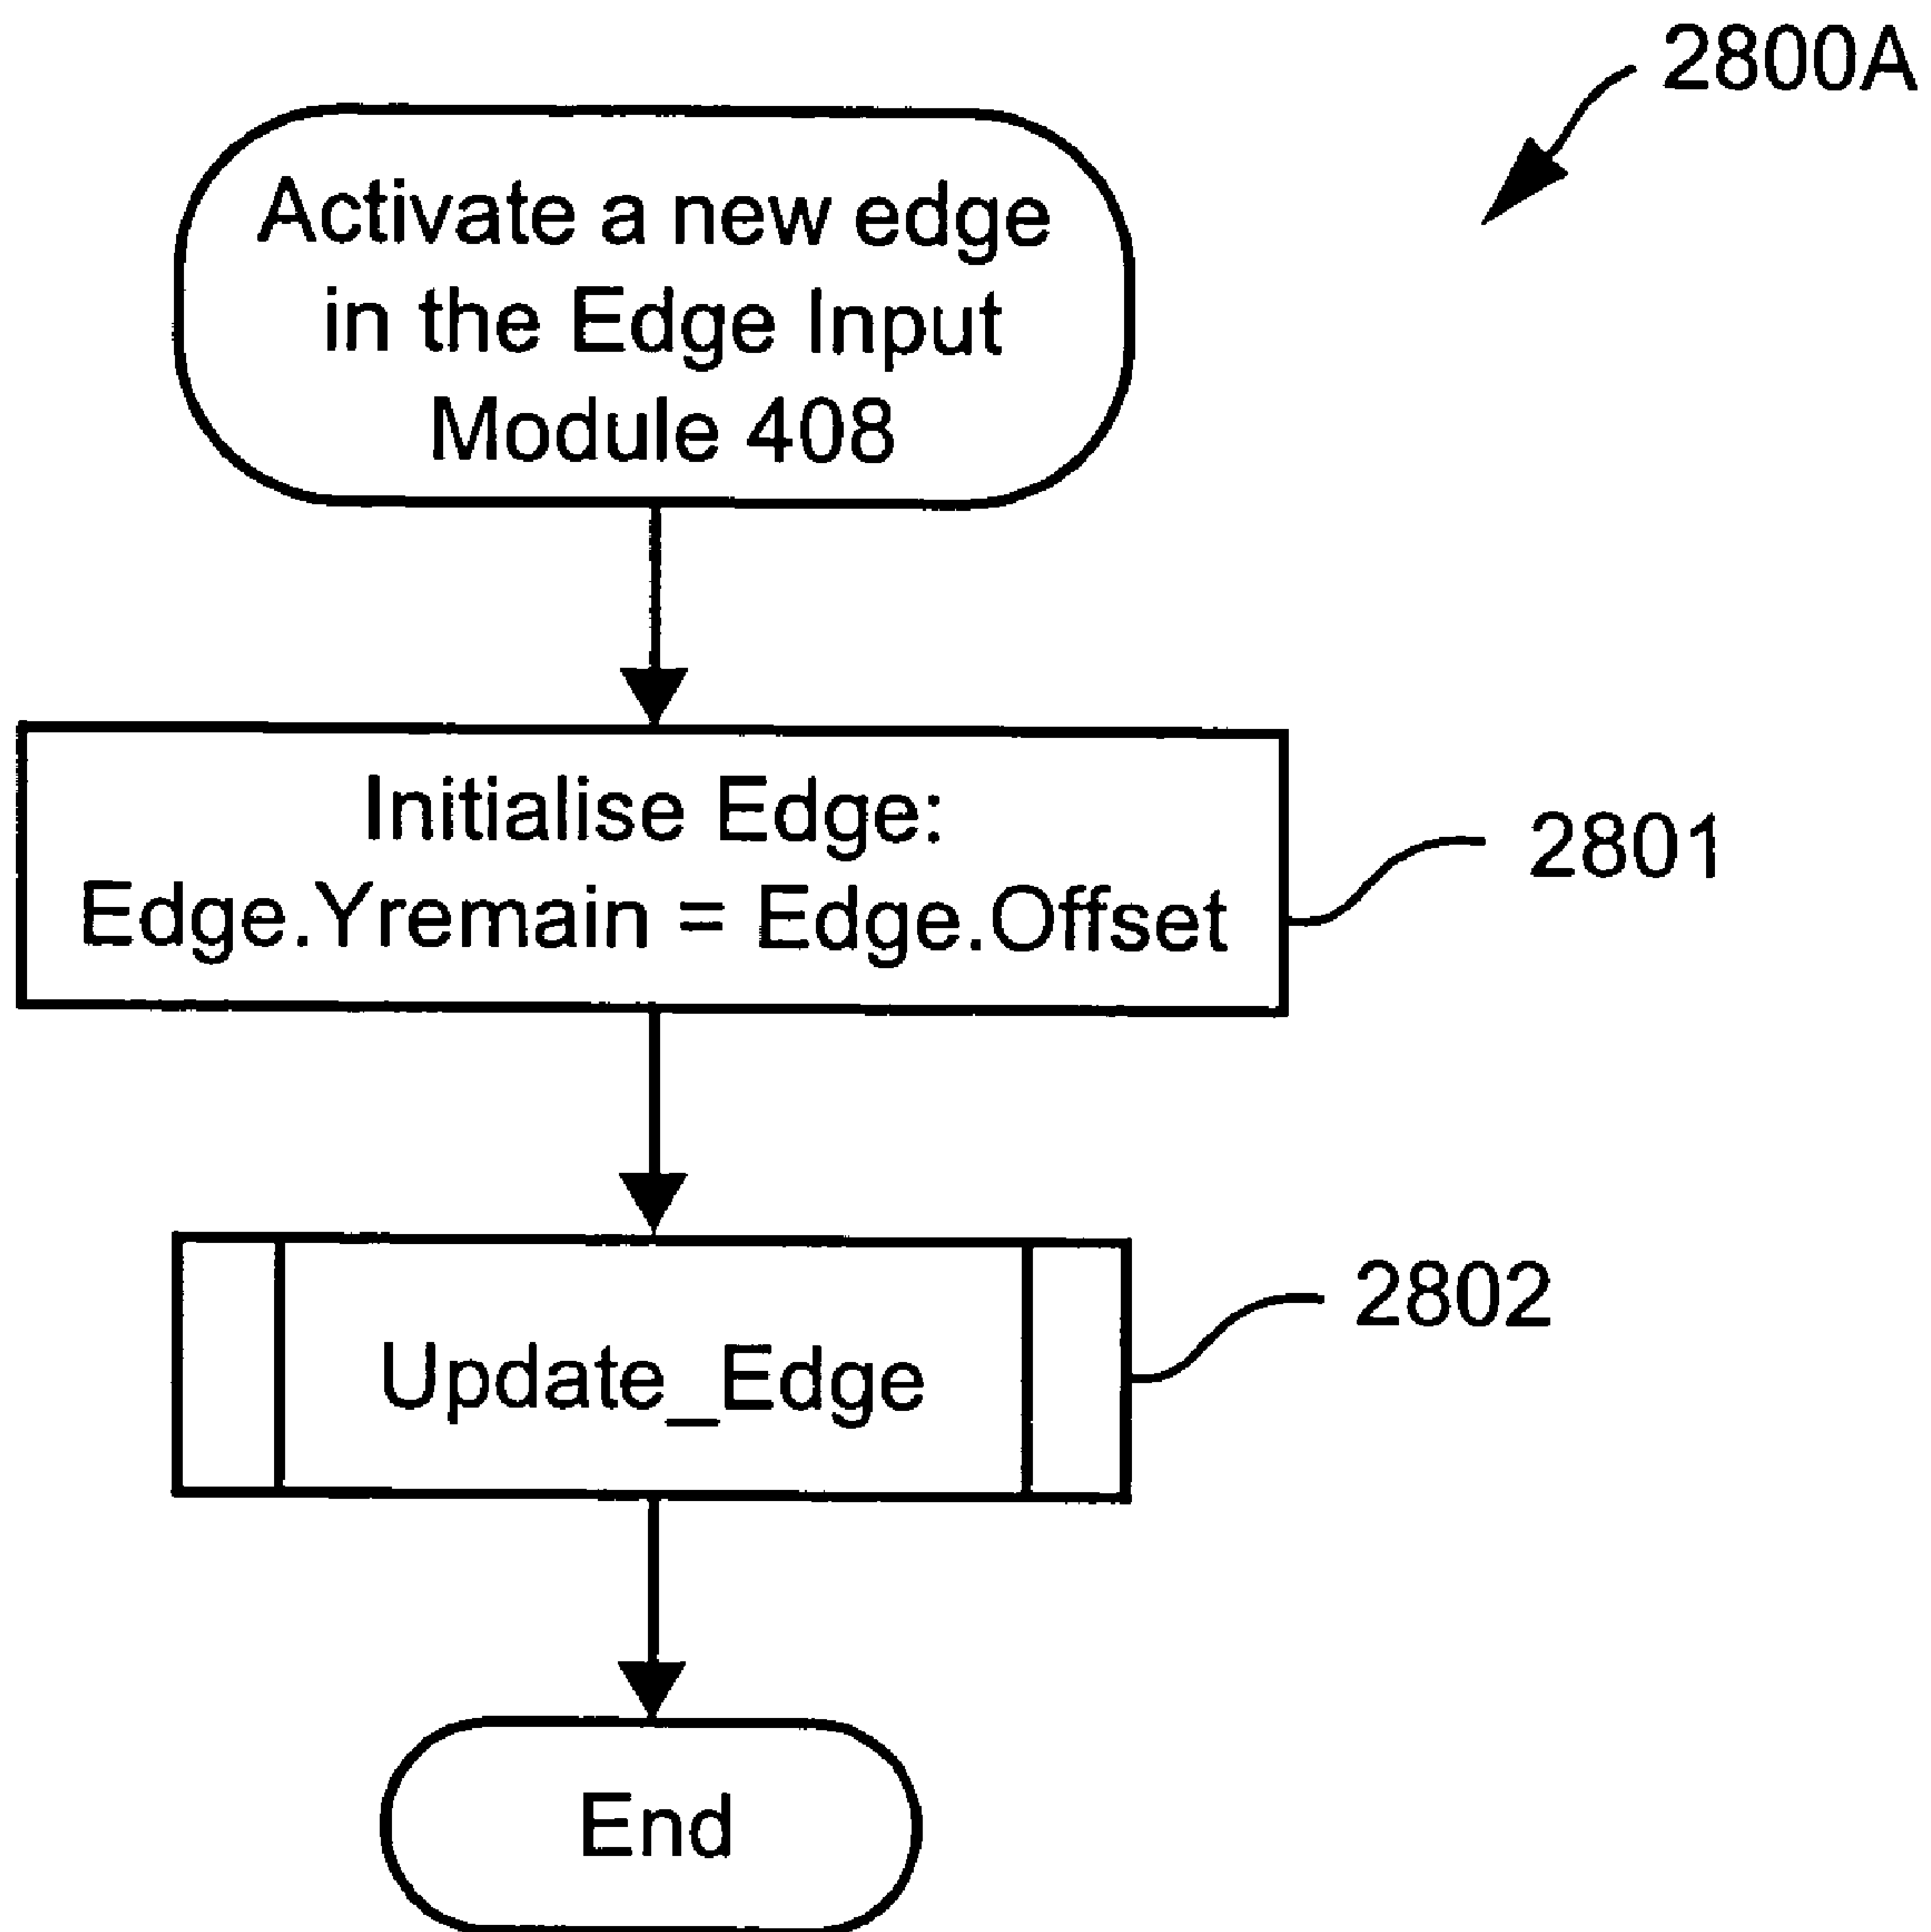 2800A
Activate a new edge
in the Edge Input
Module 408
Initialise Edge:
Edge.Yremain = Edge.Offset
2801
Update_Edge
2802
End